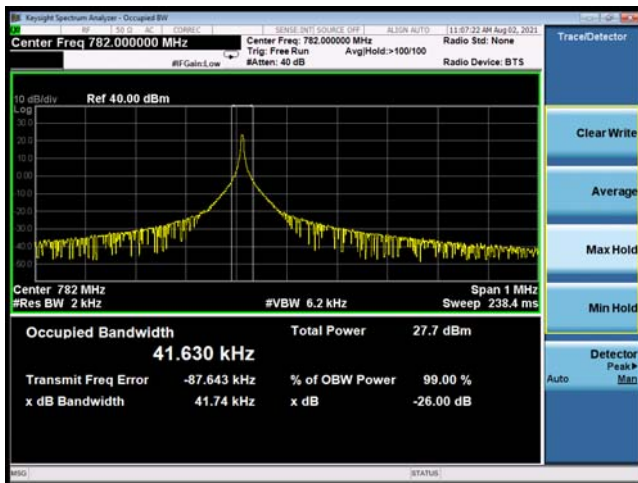 Keysight Spectrum Analyzer - Occupied BW
RF 50 Ω AC CORREC SENSE:INT SOURCE OFF ALIGN AUTO 11:07:22 AM Aug 02, 2021
Center Freq 782.000000 MHz
Center Freq: 782.000000 MHz
Radio Std: None
Trig: Free Run Avg|Hold:>100/100
#IFGain:Low #Atten: 40 dB Radio Device: BTS
Trace/Detector
10 dB/div Ref 40.00 dBm
Log
30.0
20.0
10.0
0.00
-10.0
-20.0
-30.0
-40.0
-50.0
Center 782 MHz Span 1 MHz
#Res BW 2 kHz #VBW 6.2 kHz Sweep 238.4 ms
Occupied Bandwidth Total Power 27.7 dBm
41.630 kHz
Transmit Freq Error -87.643 kHz % of OBW Power 99.00 %
x dB Bandwidth 41.74 kHz x dB -26.00 dB
Clear Write
Average
Max Hold
Min Hold
Detector
Peak▶
Auto Man
MSG STATUS